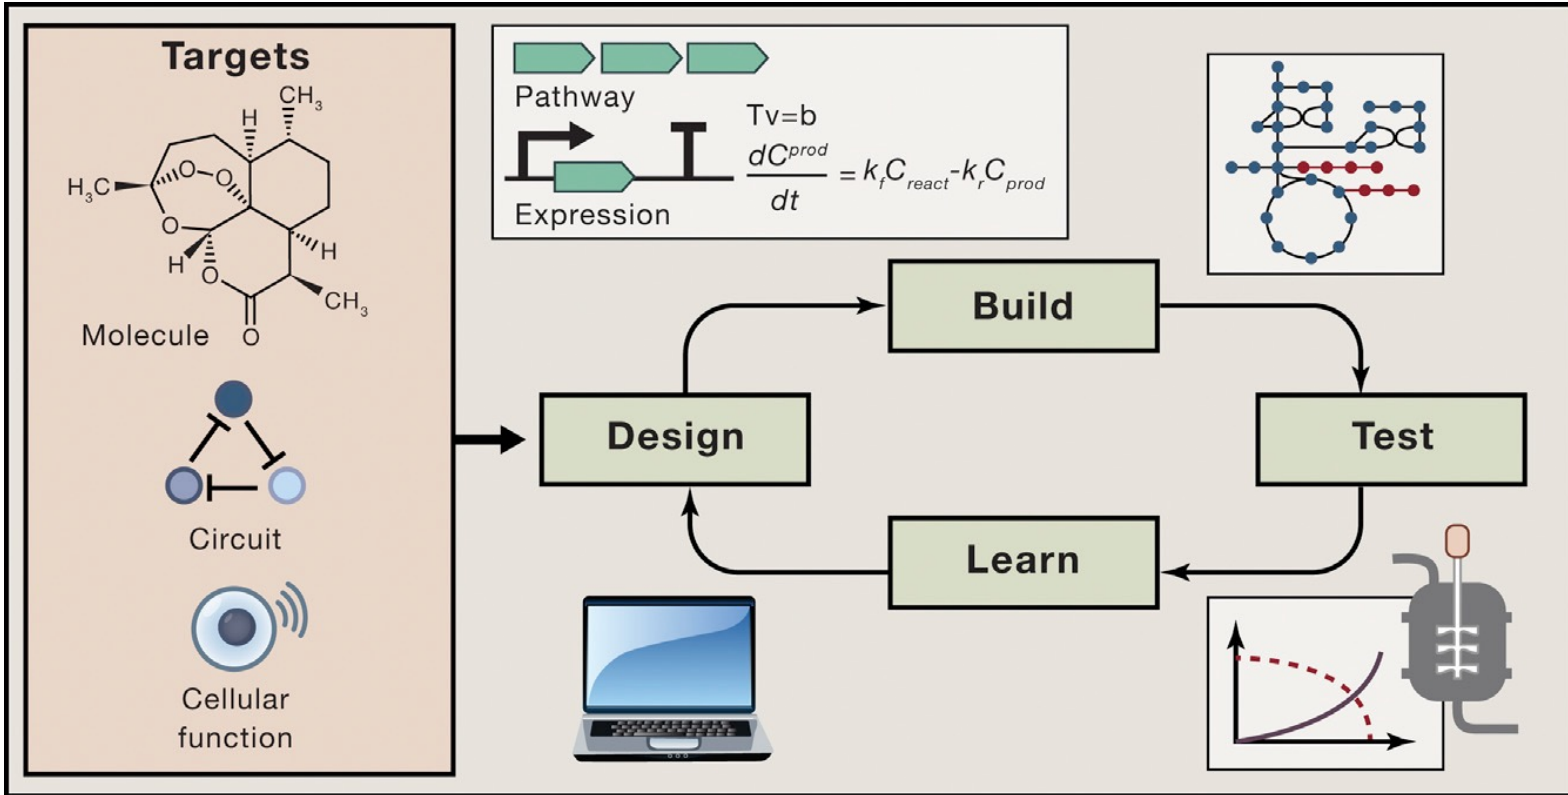 Targets
CH₃
H
O
O
H₃C
O
H
H
O
CH₃
O
Molecule
Circuit
Cellular
function
Pathway
Expression
Tv=b
dC^prod
dt
= k_f C_react - k_r C_prod
Build
Design
Test
Learn